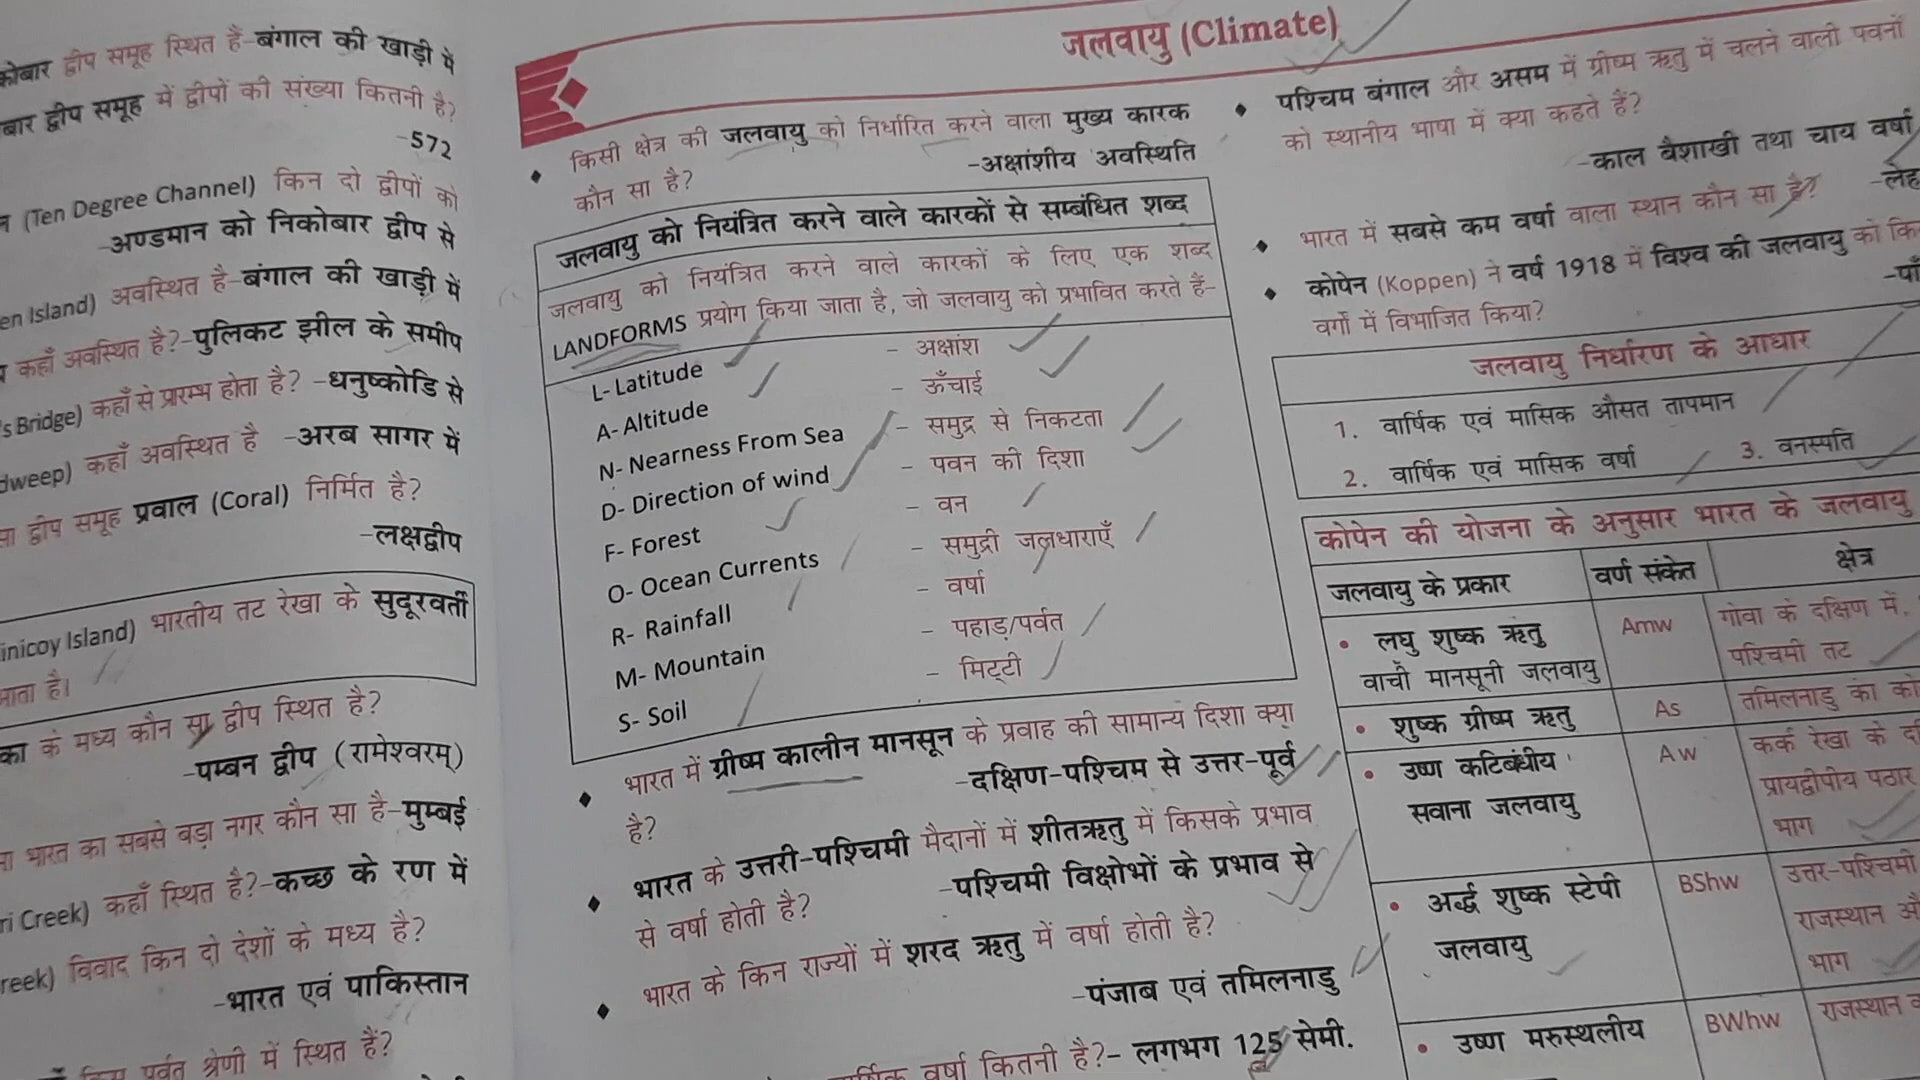 द्वीप समूह स्थित है-बंगाल की खाड़ी में
द्वीप समूह में द्वीपों की संख्या कितनी है?
-572
(Ten Degree Channel) किन दो द्वीपों को
-अण्डमान को निकोबार द्वीप से
Island) अवस्थित है-बंगाल की खाड़ी में
कहाँ अवस्थित है?-पुलिकट झील के समीप
Bridge) कहाँ से प्रारम्भ होता है? -धनुष्कोडि से
कहाँ अवस्थित है -अरब सागर में
द्वीप समूह प्रवाल (Coral) निर्मित है?
-लक्षद्वीप
Island) भारतीय तट रेखा के सुदूरवर्ती
है।
के मध्य कौन सा द्वीप स्थित है?
-पम्बन द्वीप (रामेश्वरम्)
भारत का सबसे बड़ा नगर कौन सा है-मुम्बई
Creek) कहाँ स्थित है?-कच्छ के रण में
विवाद किन दो देशों के मध्य है?
-भारत एवं पाकिस्तान
पर्वत श्रेणी में स्थित है?
जलवायु (Climate)
♦ किसी क्षेत्र की जलवायु को निर्धारित करने वाला मुख्य कारक
कौन सा है? -अक्षांशीय अवस्थिति
जलवायु को नियंत्रित करने वाले कारकों से सम्बंधित शब्द
जलवायु को नियंत्रित करने वाले कारकों के लिए एक शब्द
LANDFORMS प्रयोग किया जाता है, जो जलवायु को प्रभावित करते हैं-
L- Latitude - अक्षांश
A- Altitude - ऊँचाई
N- Nearness From Sea - समुद्र से निकटता
D- Direction of wind - पवन की दिशा
F- Forest - वन
O- Ocean Currents - समुद्री जलधाराएँ
R- Rainfall - वर्षा
M- Mountain - पहाड़/पर्वत
S- Soil - मिट्टी
♦ भारत में ग्रीष्म कालीन मानसून के प्रवाह की सामान्य दिशा क्या
है? -दक्षिण-पश्चिम से उत्तर-पूर्व
♦ भारत के उत्तरी-पश्चिमी मैदानों में शीतऋतु में किसके प्रभाव
से वर्षा होती है? -पश्चिमी विक्षोभों के प्रभाव से
♦ भारत के किन राज्यों में शरद ऋतु में वर्षा होती है?
-पंजाब एवं तमिलनाडु
वर्षा कितनी है?- लगभग 125 सेमी.
♦ पश्चिम बंगाल और असम में ग्रीष्म ऋतु में चलने वाली पवनों
को स्थानीय भाषा में क्या कहते हैं?
-काल वैशाखी तथा चाय वर्षा
♦ भारत में सबसे कम वर्षा वाला स्थान कौन सा है? -लेह
♦ कोपेन (Koppen) ने वर्ष 1918 में विश्व की जलवायु को
वर्गों में विभाजित किया?
जलवायु निर्धारण के आधार
1. वार्षिक एवं मासिक औसत तापमान
2. वार्षिक एवं मासिक वर्षा 3. वनस्पति
कोपेन की योजना के अनुसार भारत के जलवायु
जलवायु के प्रकार वर्ण संकेत क्षेत्र
• लघु शुष्क ऋतु Amw गोवा के दक्षिण में,
वाची मानसूनी जलवायु पश्चिमी तट
• शुष्क ग्रीष्म ऋतु As तमिलनाडु का
• उष्ण कटिबंधीय Aw कर्क रेखा के
सवाना जलवायु प्रायद्वीपीय पठार
भाग
• अर्द्ध शुष्क स्टेपी BShw उत्तर-पश्चिमी
जलवायु राजस्थान
भाग
• उष्ण मरुस्थलीय BWhw राजस्थान